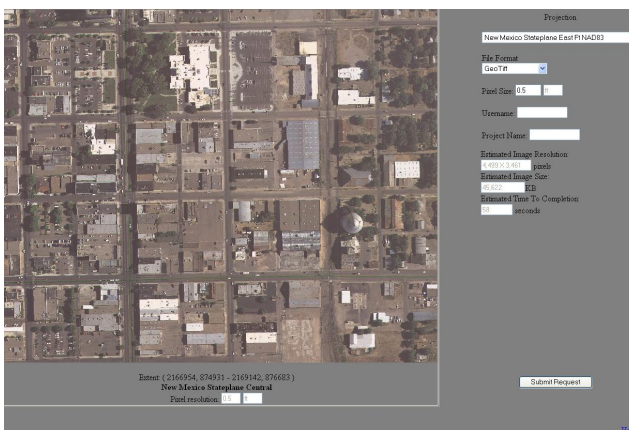 Projection
New Mexico Stateplane East Ft NAD83
File Format
GeoTiff
Pixel Size: 0.5 ft
Username:
Project Name:
Estimated Image Resolution:
4,499 X 3,461 pixels
Estimated Image Size:
45,622 KB
Estimated Time To Completion
58 seconds
Extent: ( 2166954, 874931 - 2169142, 876683 )
New Mexico Stateplane Central
Pixel resolution: 0.5 ft
Submit Request